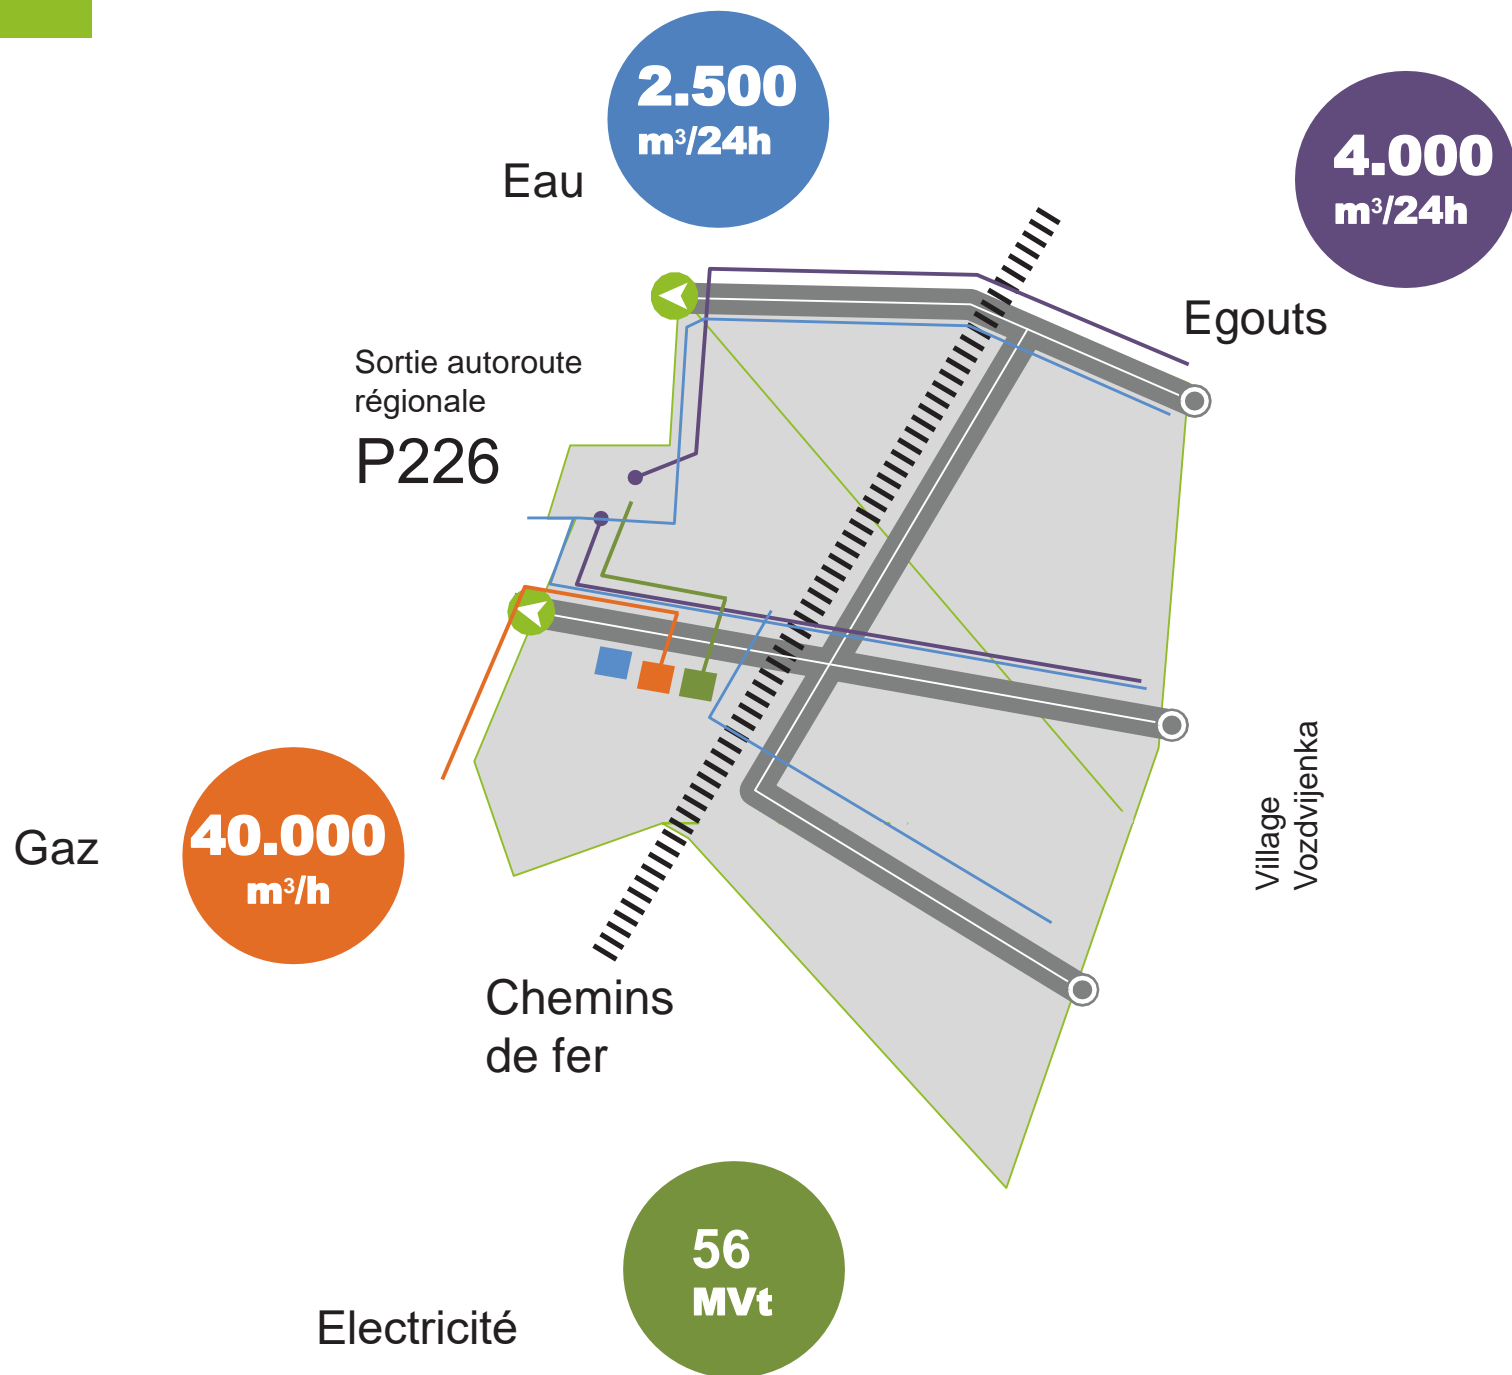 2.500
m³/24h
Eau
4.000
m³/24h
Egouts
Sortie autoroute
régionale
P226
Village
Vozdvijenka
Gaz
40.000
m³/h
Chemins
de fer
56
MVt
Electricité